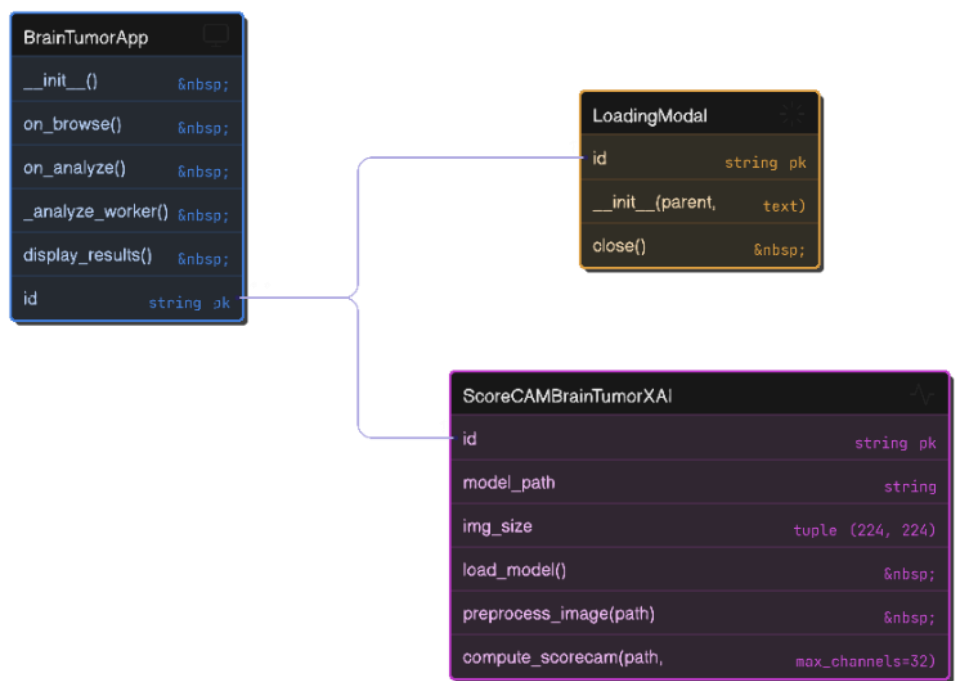 BrainTumorApp
__init__() &nbsp;
on_browse() &nbsp;
on_analyze() &nbsp;
_analyze_worker() &nbsp;
display_results() &nbsp;
id string pk
LoadingModal
id string pk
__init__(parent, text)
close() &nbsp;
ScoreCAMBrainTumorXAI
id string pk
model_path string
img_size tuple (224, 224)
load_model() &nbsp;
preprocess_image(path) &nbsp;
compute_scorecam(path, max_channels=32)